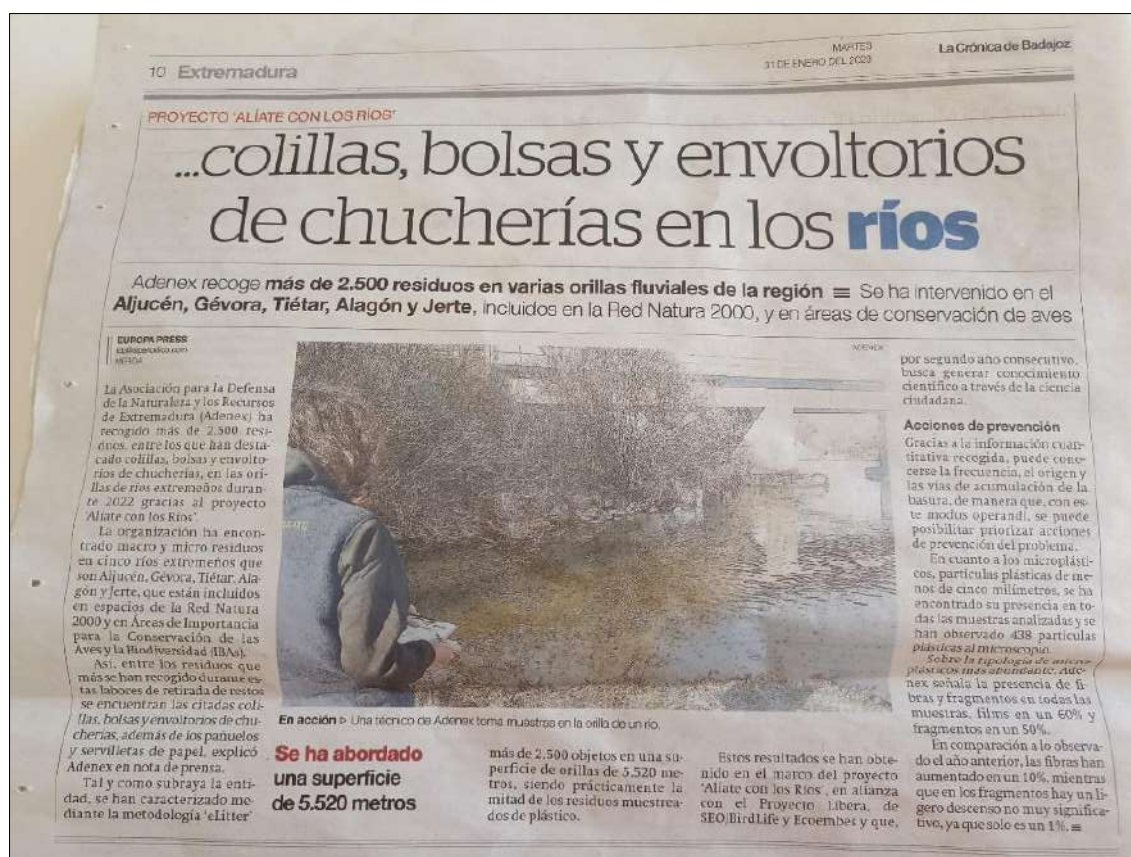 10 Extremadura
MARTES
31 DE ENERO DEL 2023
La Crónica de Badajoz
PROYECTO 'ALÍATE CON LOS RÍOS'
...colillas, bolsas y envoltorios
de chucherías en los ríos
Adenex recoge más de 2.500 residuos en varias orillas fluviales de la región ≡ Se ha intervenido en el
Aljucén, Gévora, Tiétar, Alagón y Jerte, incluidos en la Red Natura 2000, y en áreas de conservación de aves
EUROPA PRESS
MÉRIDA
La Asociación para la Defensa
de la Naturaleza y los Recursos
de Extremadura (Adenex) ha
recogido más de 2.500 resi-
duos, entre los que han desta-
cado colillas, bolsas y envolto-
rios de chucherías, en las ori-
llas de ríos extremeños duran-
te 2022 gracias al proyecto
'Alíate con los Ríos'.
La organización ha encon-
trado macro y micro residuos
en cinco ríos extremeños que
son Aljucén, Gévora, Tiétar, Ala-
gón y Jerte, que están incluidos
en espacios de la Red Natura
2000 y en Áreas de Importancia
para la Conservación de las
Aves y la Biodiversidad (IBAs).
Así, entre los residuos que
más se han recogido durante es-
tas labores de retirada de restos
se encuentran las citadas coli-
llas, bolsas y envoltorios de chu-
cherías, además de los pañuelos
y servilletas de papel, explicó
Adenex en nota de prensa.
Tal y como subraya la enti-
dad, se han caracterizado me-
diante la metodología 'eLitter'
ADENEX
En acción ▹ Una técnico de Adenex toma muestras en la orilla de un río.
Se ha abordado
una superficie
de 5.520 metros
más de 2.500 objetos en una su-
perficie de orillas de 5.520 me-
tros, siendo prácticamente la
mitad de los residuos muestrea-
dos de plástico.
Estos resultados se han obte-
nido en el marco del proyecto
'Alíate con los Ríos', en alianza
con el Proyecto Libera, de
SEO/BirdLife y Ecoembes y que,
por segundo año consecutivo,
busca generar conocimiento
científico a través de la ciencia
ciudadana.
Acciones de prevención
Gracias a la información cuan-
titativa recogida, puede cono-
cerse la frecuencia, el origen y
las vías de acumulación de la
basura, de manera que, con es-
te modus operandi, se puede
posibilitar priorizar acciones
de prevención del problema.
En cuanto a los microplásti-
cos, partículas plásticas de me-
nos de cinco milímetros, se ha
encontrado su presencia en to-
das las muestras analizadas y se
han observado 438 partículas
plásticas al microscopio.
Sobre la tipología de micro-
plásticos más abundante, Ade-
nex señala la presencia de fi-
bras y fragmentos en todas las
muestras, films en un 60% y
fragmentos en un 50%.
En comparación a lo observa-
do el año anterior, las fibras han
aumentado en un 10%, mientras
que en los fragmentos hay un li-
gero descenso no muy significa-
tivo, ya que solo es un 1%. ≡